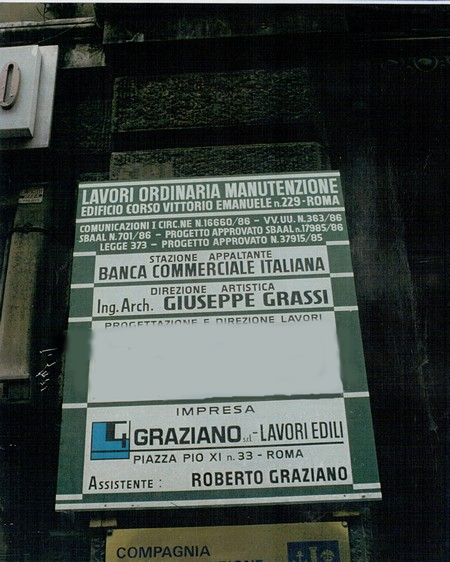 O
LAVORI ORDINARIA MANUTENZIONE
EDIFICIO CORSO VITTORIO EMANUELE n.229 - ROMA
COMUNICAZIONI I CIRC.NE N.16660/86 - VV.UU. N.363/86
SBAAL N.701/86 - PROGETTO APPROVATO SBAAL n.17985/86
LEGGE 373 - PROGETTO APPROVATO N.37915/85
STAZIONE APPALTANTE
BANCA COMMERCIALE ITALIANA
DIREZIONE ARTISTICA
Ing. Arch. GIUSEPPE GRASSI
PROGETTAZIONE E DIREZIONE LAVORI
IMPRESA
GRAZIANO srl - LAVORI EDILI
PIAZZA PIO XI n. 33 - ROMA
ASSISTENTE : ROBERTO GRAZIANO
COMPAGNIA